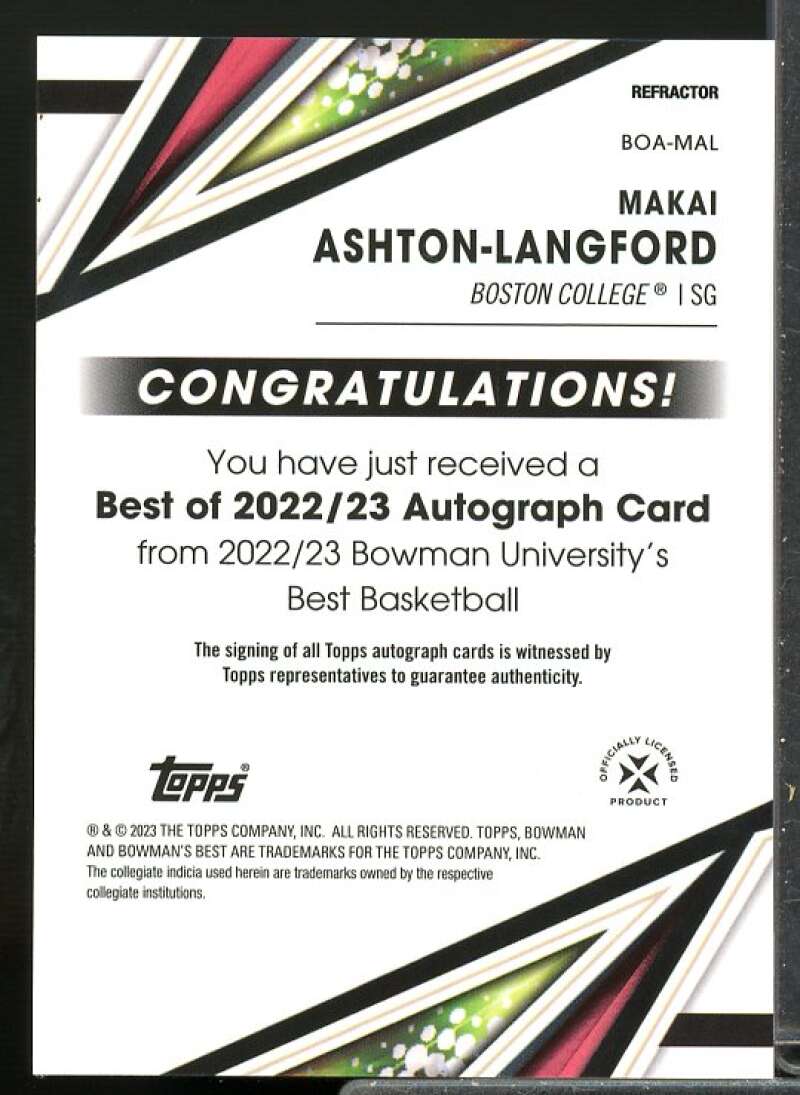 REFRACTOR
BOA-MAL
MAKAI
ASHTON-LANGFORD
BOSTON COLLEGE® | SG
CONGRATULATIONS!
You have just received a
Best of 2022/23 Autograph Card
from 2022/23 Bowman University's
Best Basketball
The signing of all Topps autograph cards is witnessed by
Topps representatives to guarantee authenticity.
topps®
OFFICIALLY LICENSED
PRODUCT
® & © 2023 THE TOPPS COMPANY, INC. ALL RIGHTS RESERVED. TOPPS, BOWMAN
AND BOWMAN'S BEST ARE TRADEMARKS FOR THE TOPPS COMPANY, INC.
The collegiate indicia used herein are trademarks owned by the respective
collegiate institutions.